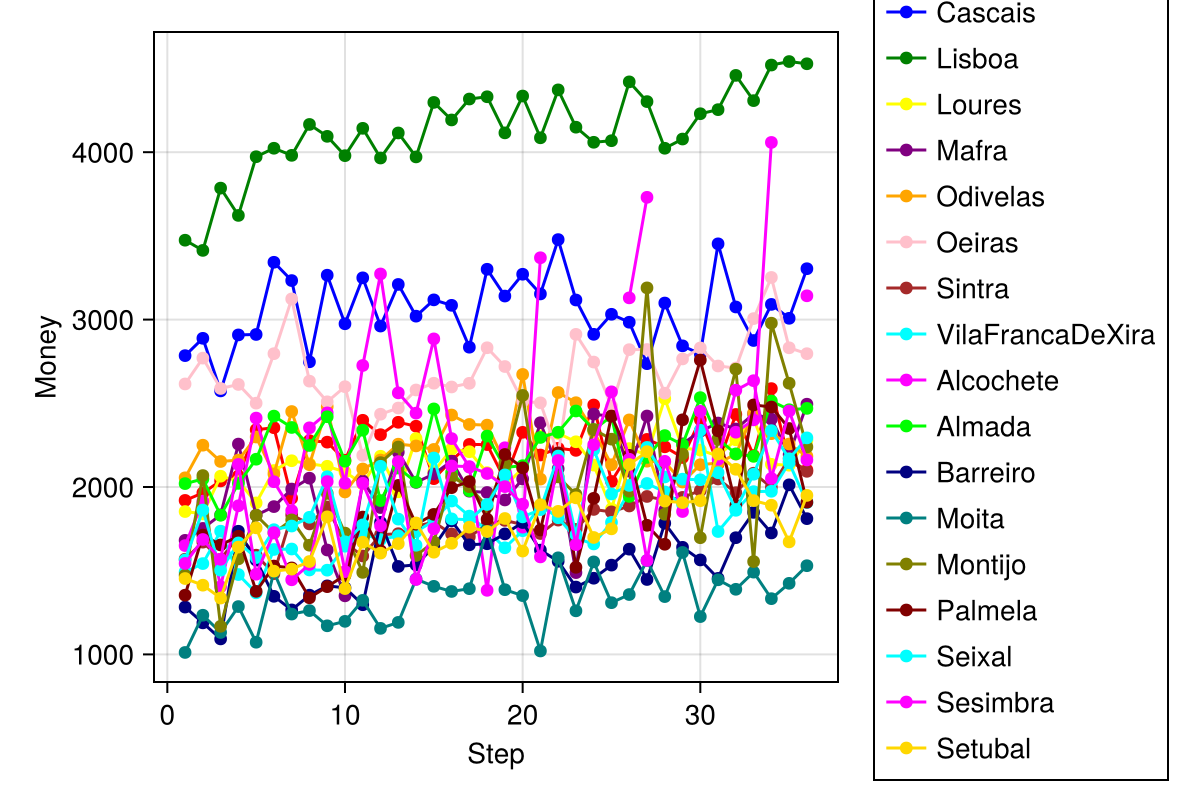 Cascais
Lisboa
Loures
Mafra
Odivelas
Oeiras
Sintra
VilaFrancaDeXira
Alcochete
Almada
Barreiro
Moita
Montijo
Palmela
Seixal
Sesimbra
Setubal
Money
4000
3000
2000
1000
0 10 20 30
Step